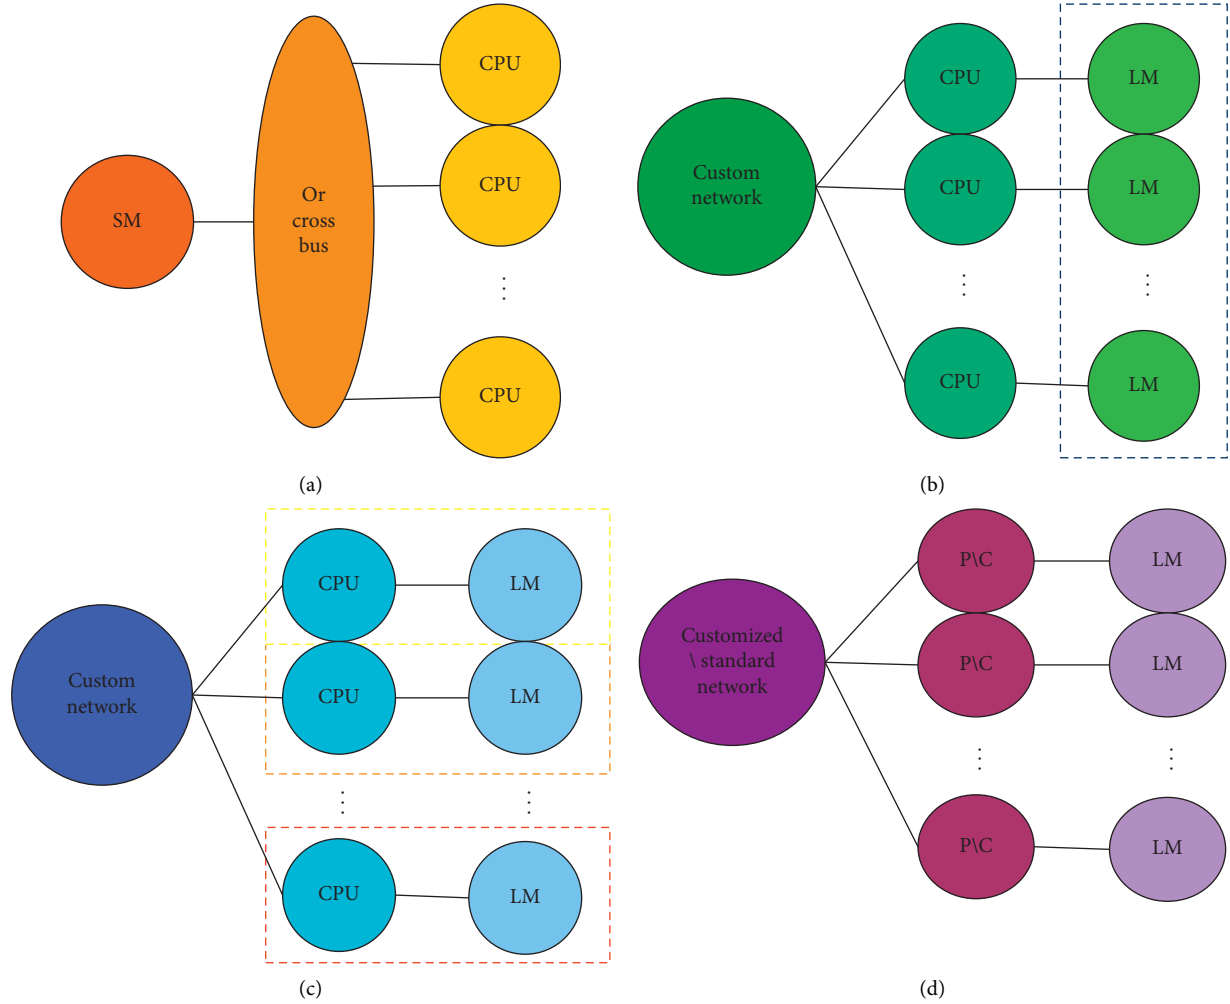 SM
Or
cross
bus
CPU
CPU
⋮
CPU
(a)
Custom
network
CPU
LM
CPU
LM
⋮
⋮
CPU
LM
(b)
Custom
network
CPU
LM
CPU
LM
⋮
⋮
CPU
LM
(c)
Customized
\ standard
network
P\C
LM
P\C
LM
⋮
⋮
P\C
LM
(d)